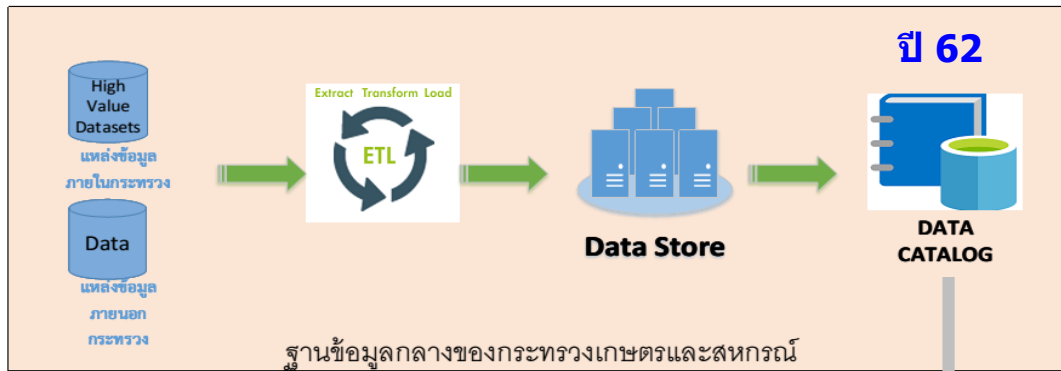 ปี 62
High
Value
Datasets
แหล่งข้อมูล
ภายในกระทรวง
Data
แหล่งข้อมูล
ภายนอก
กระทรวง
Extract Transform Load
ETL
Data Store
DATA
CATALOG
ฐานข้อมูลกลางของกระทรวงเกษตรและสหกรณ์